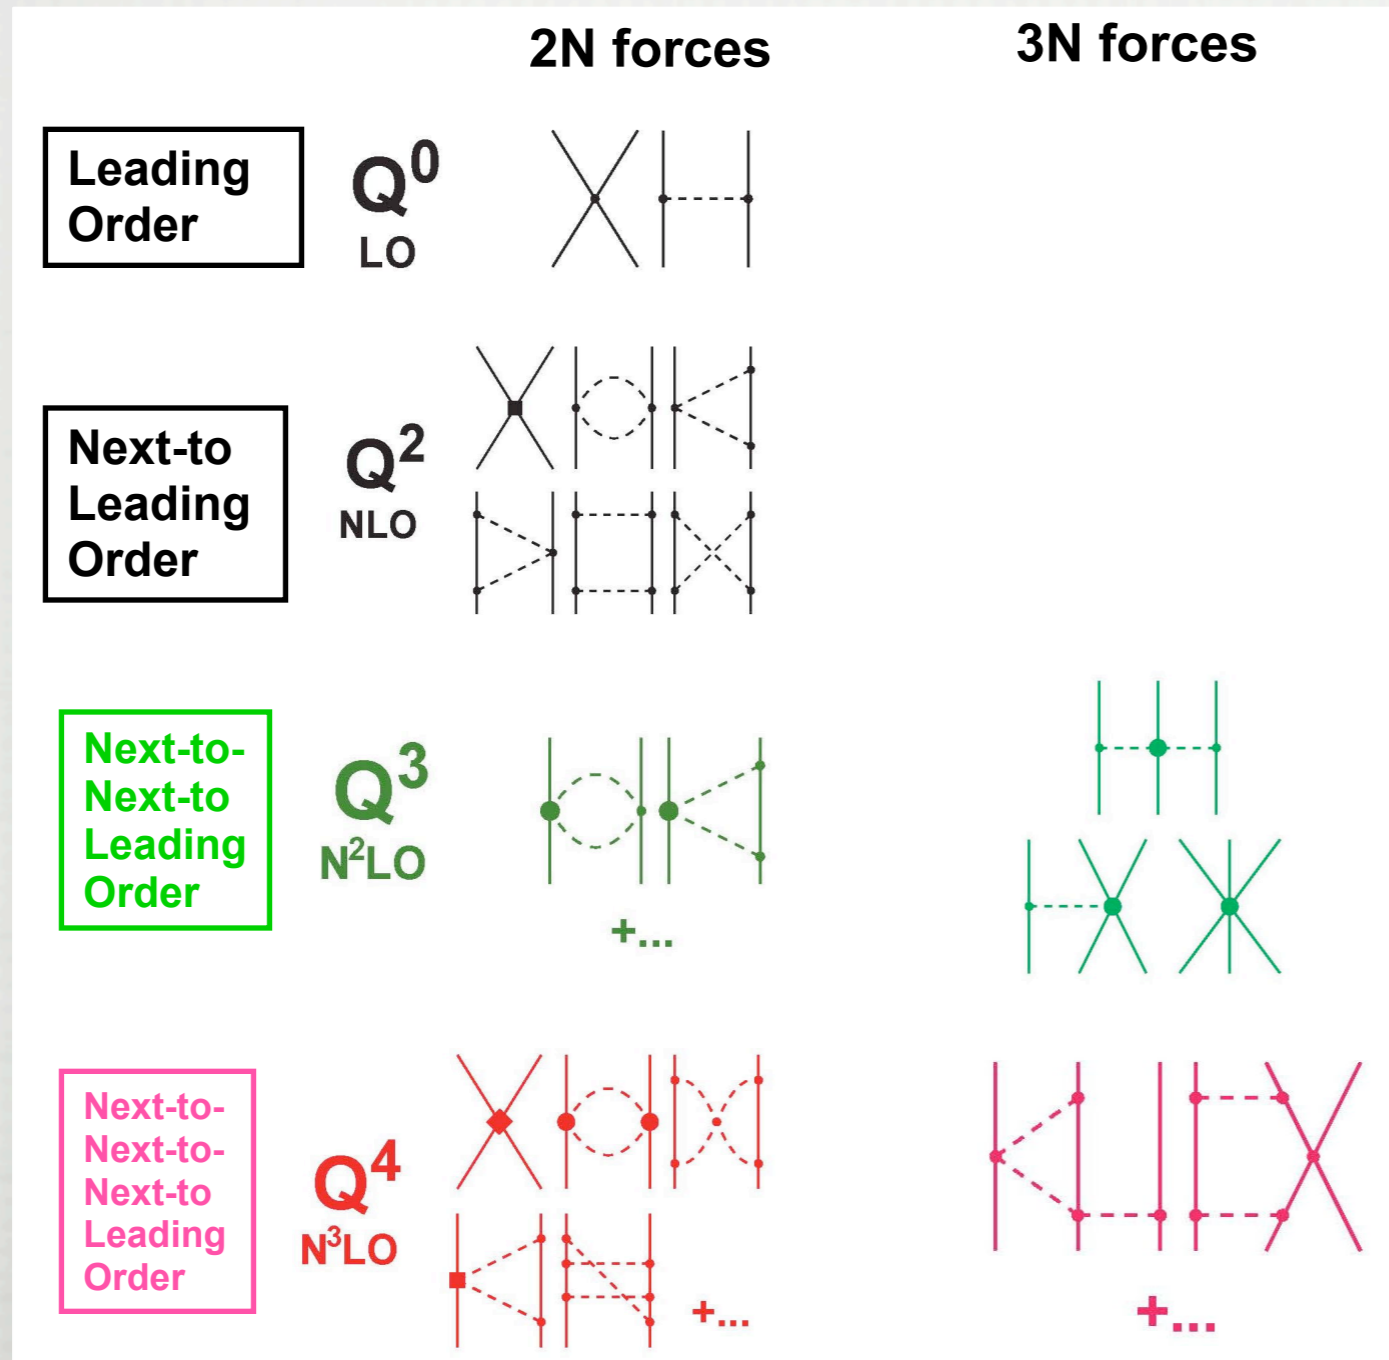 2N forces
3N forces
Leading
Order
Q⁰
LO
Next-to
Leading
Order
Q²
NLO
Next-to-
Next-to
Leading
Order
Q³
N²LO
+...
Next-to-
Next-to-
Next-to
Leading
Order
Q⁴
N³LO
+...
+...